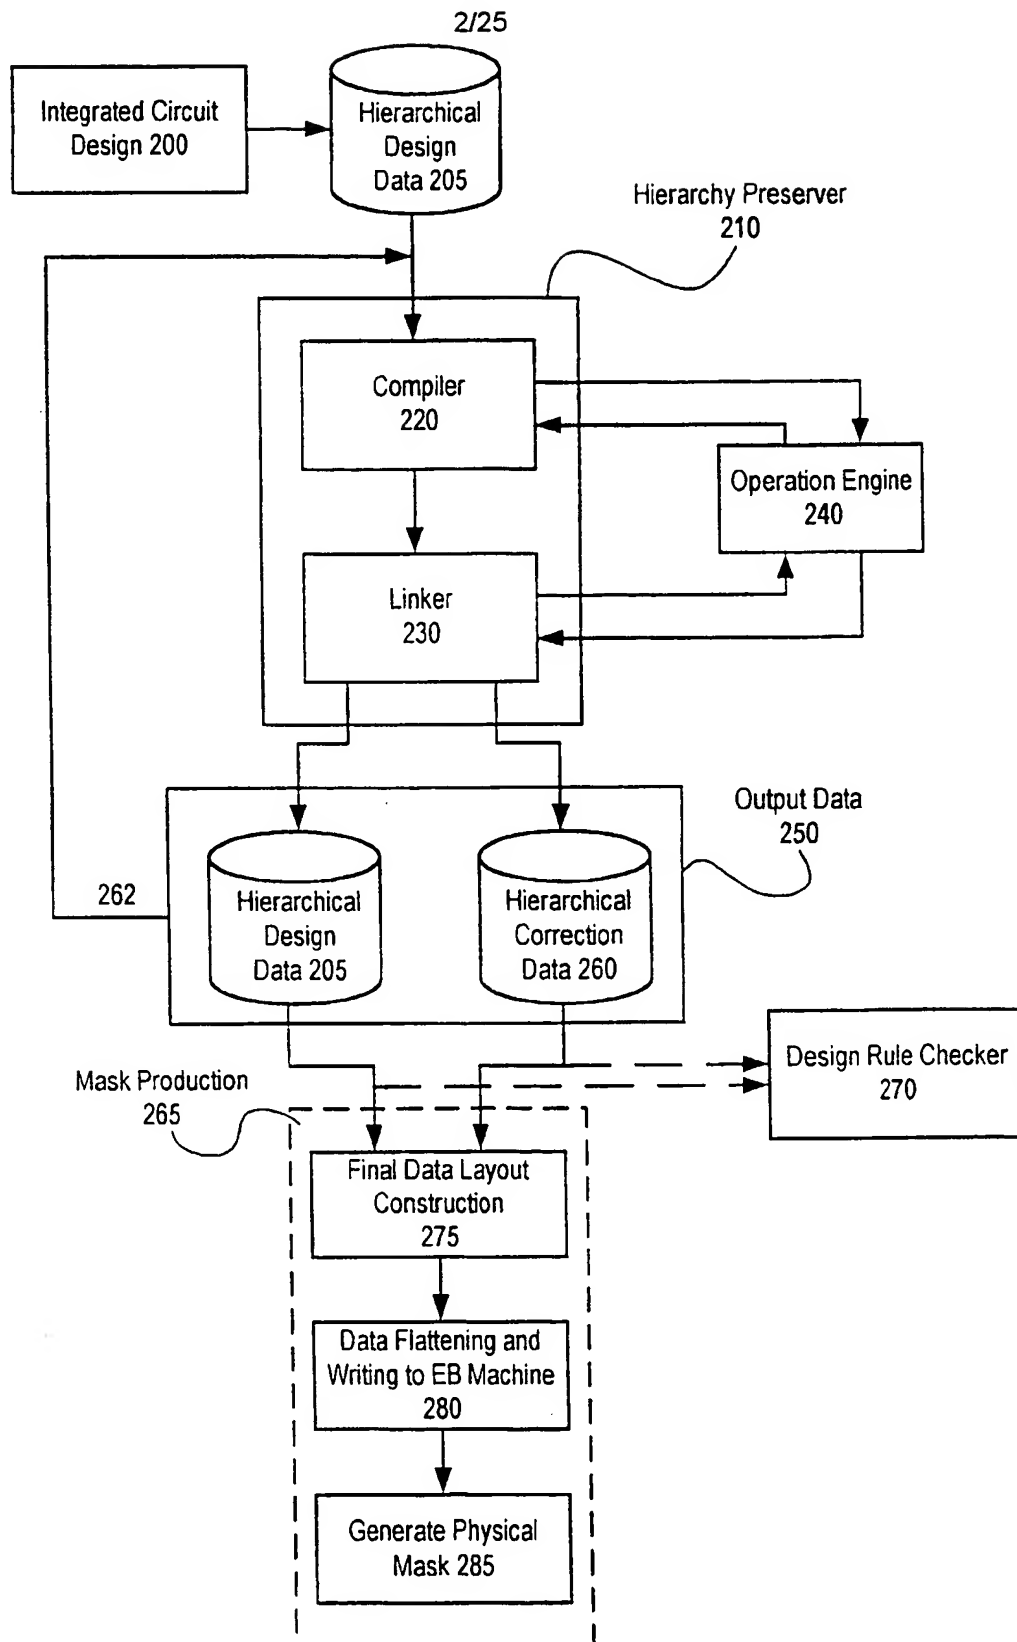 2/25
Integrated Circuit
Design 200
Hierarchical
Design
Data 205
Hierarchy Preserver
210
Compiler
220
Operation Engine
240
Linker
230
Output Data
250
262
Hierarchical
Design
Data 205
Hierarchical
Correction
Data 260
Design Rule Checker
270
Mask Production
265
Final Data Layout
Construction
275
Data Flattening and
Writing to EB Machine
280
Generate Physical
Mask 285